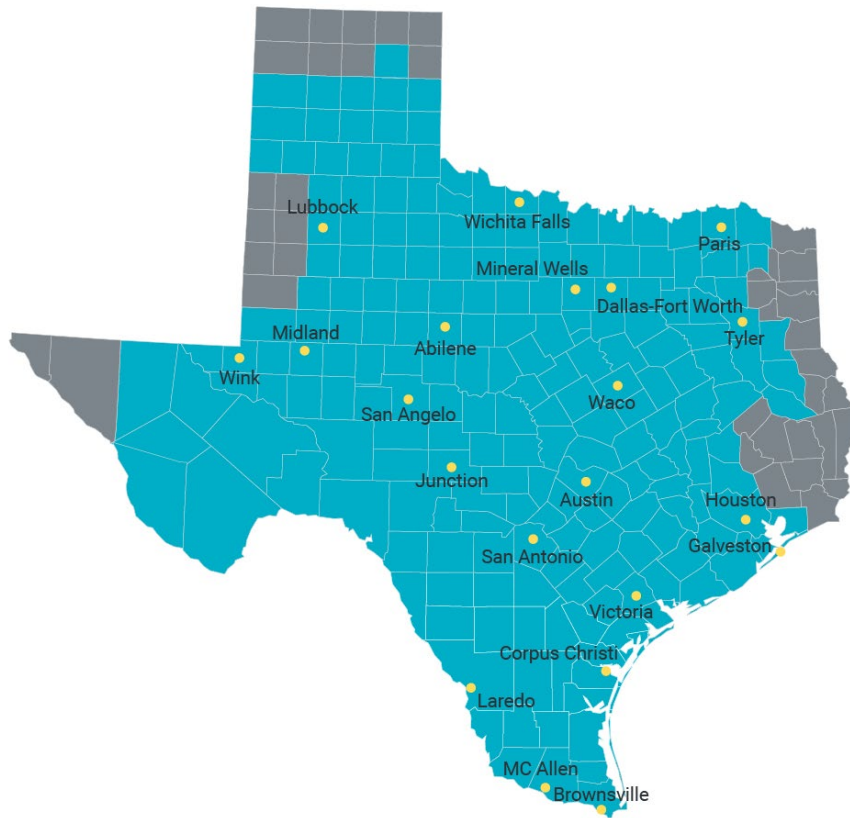 Lubbock
Wichita Falls
Paris
Mineral Wells
Dallas-Fort Worth
Midland
Abilene
Tyler
Wink
San Angelo
Waco
Junction
Austin
Houston
San Antonio
Galveston
Victoria
Corpus Christi
Laredo
MC Allen
Brownsville